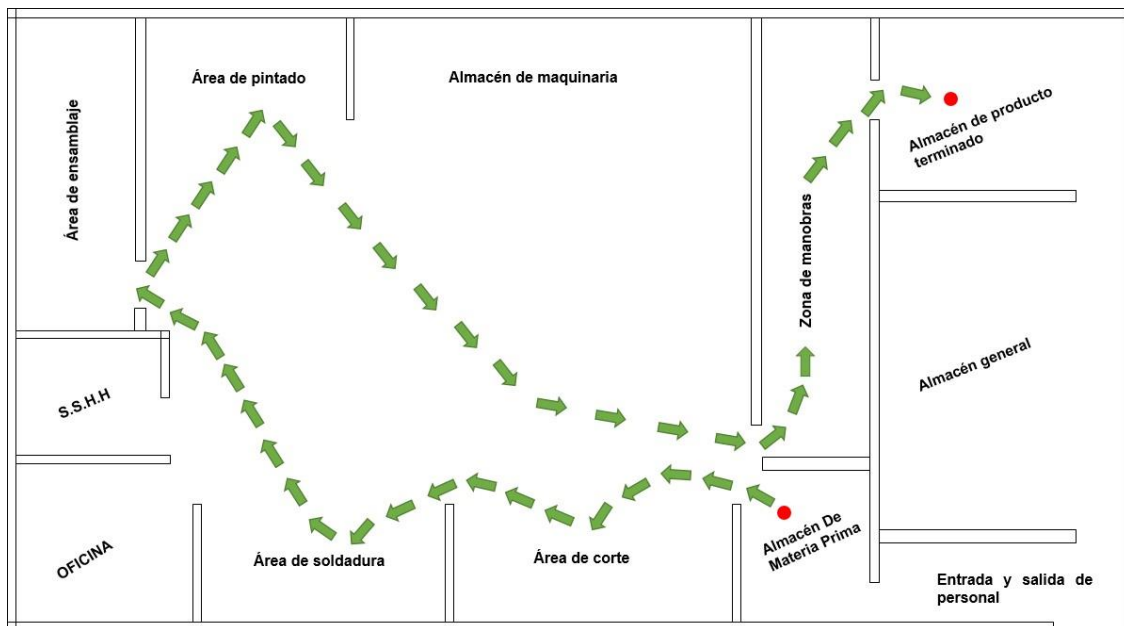 Área de pintado
Almacén de maquinaria
Área de ensamblaje
Almacén de producto
terminado
Zona de manobras
Almacén general
S.S.H.H
OFICINA
Área de soldadura
Área de corte
Almacén De
Materia Prima
Entrada y salida de
personal